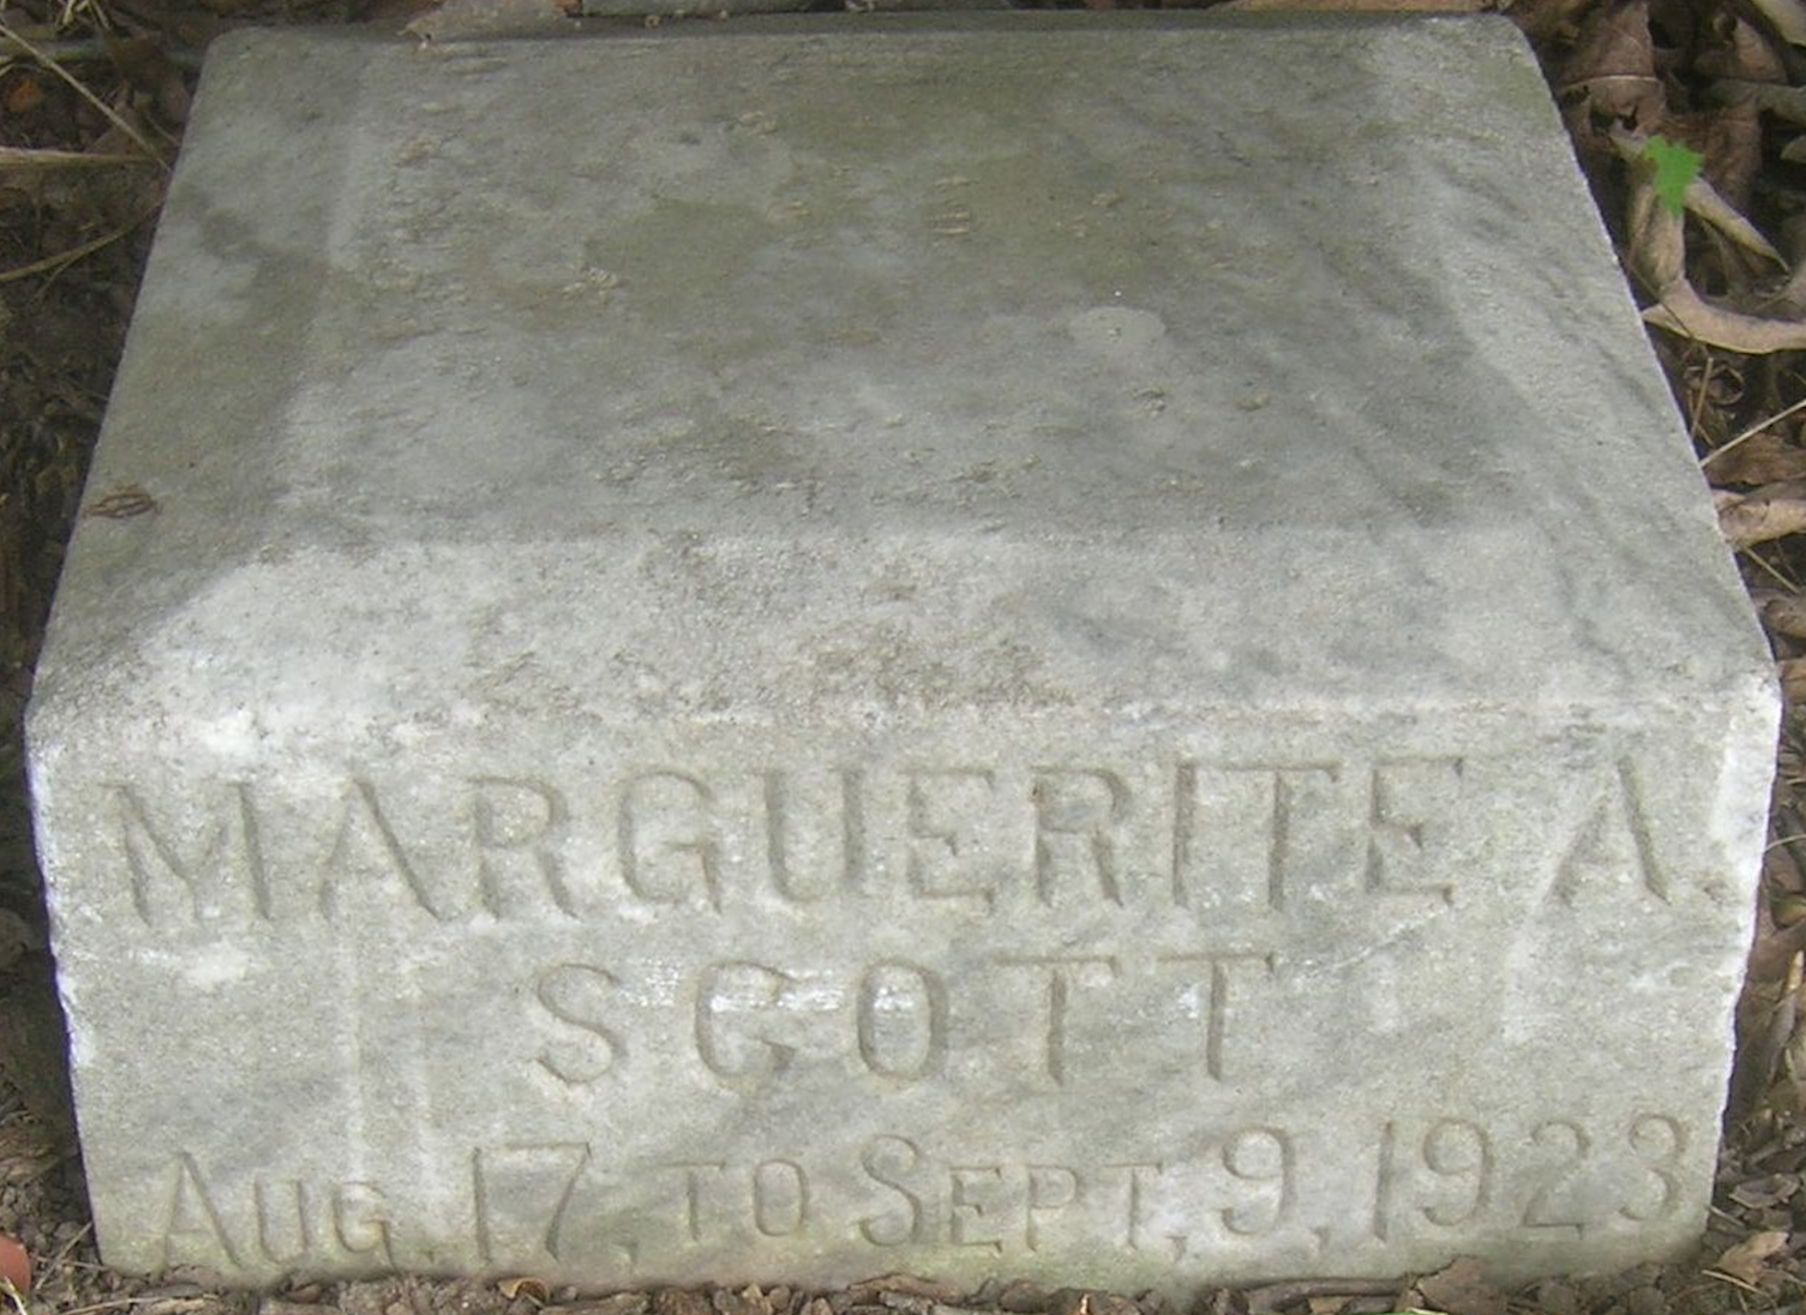 MARGUERITE A.
SCOTT
AUG. 17, TO SEPT, 9, 1923